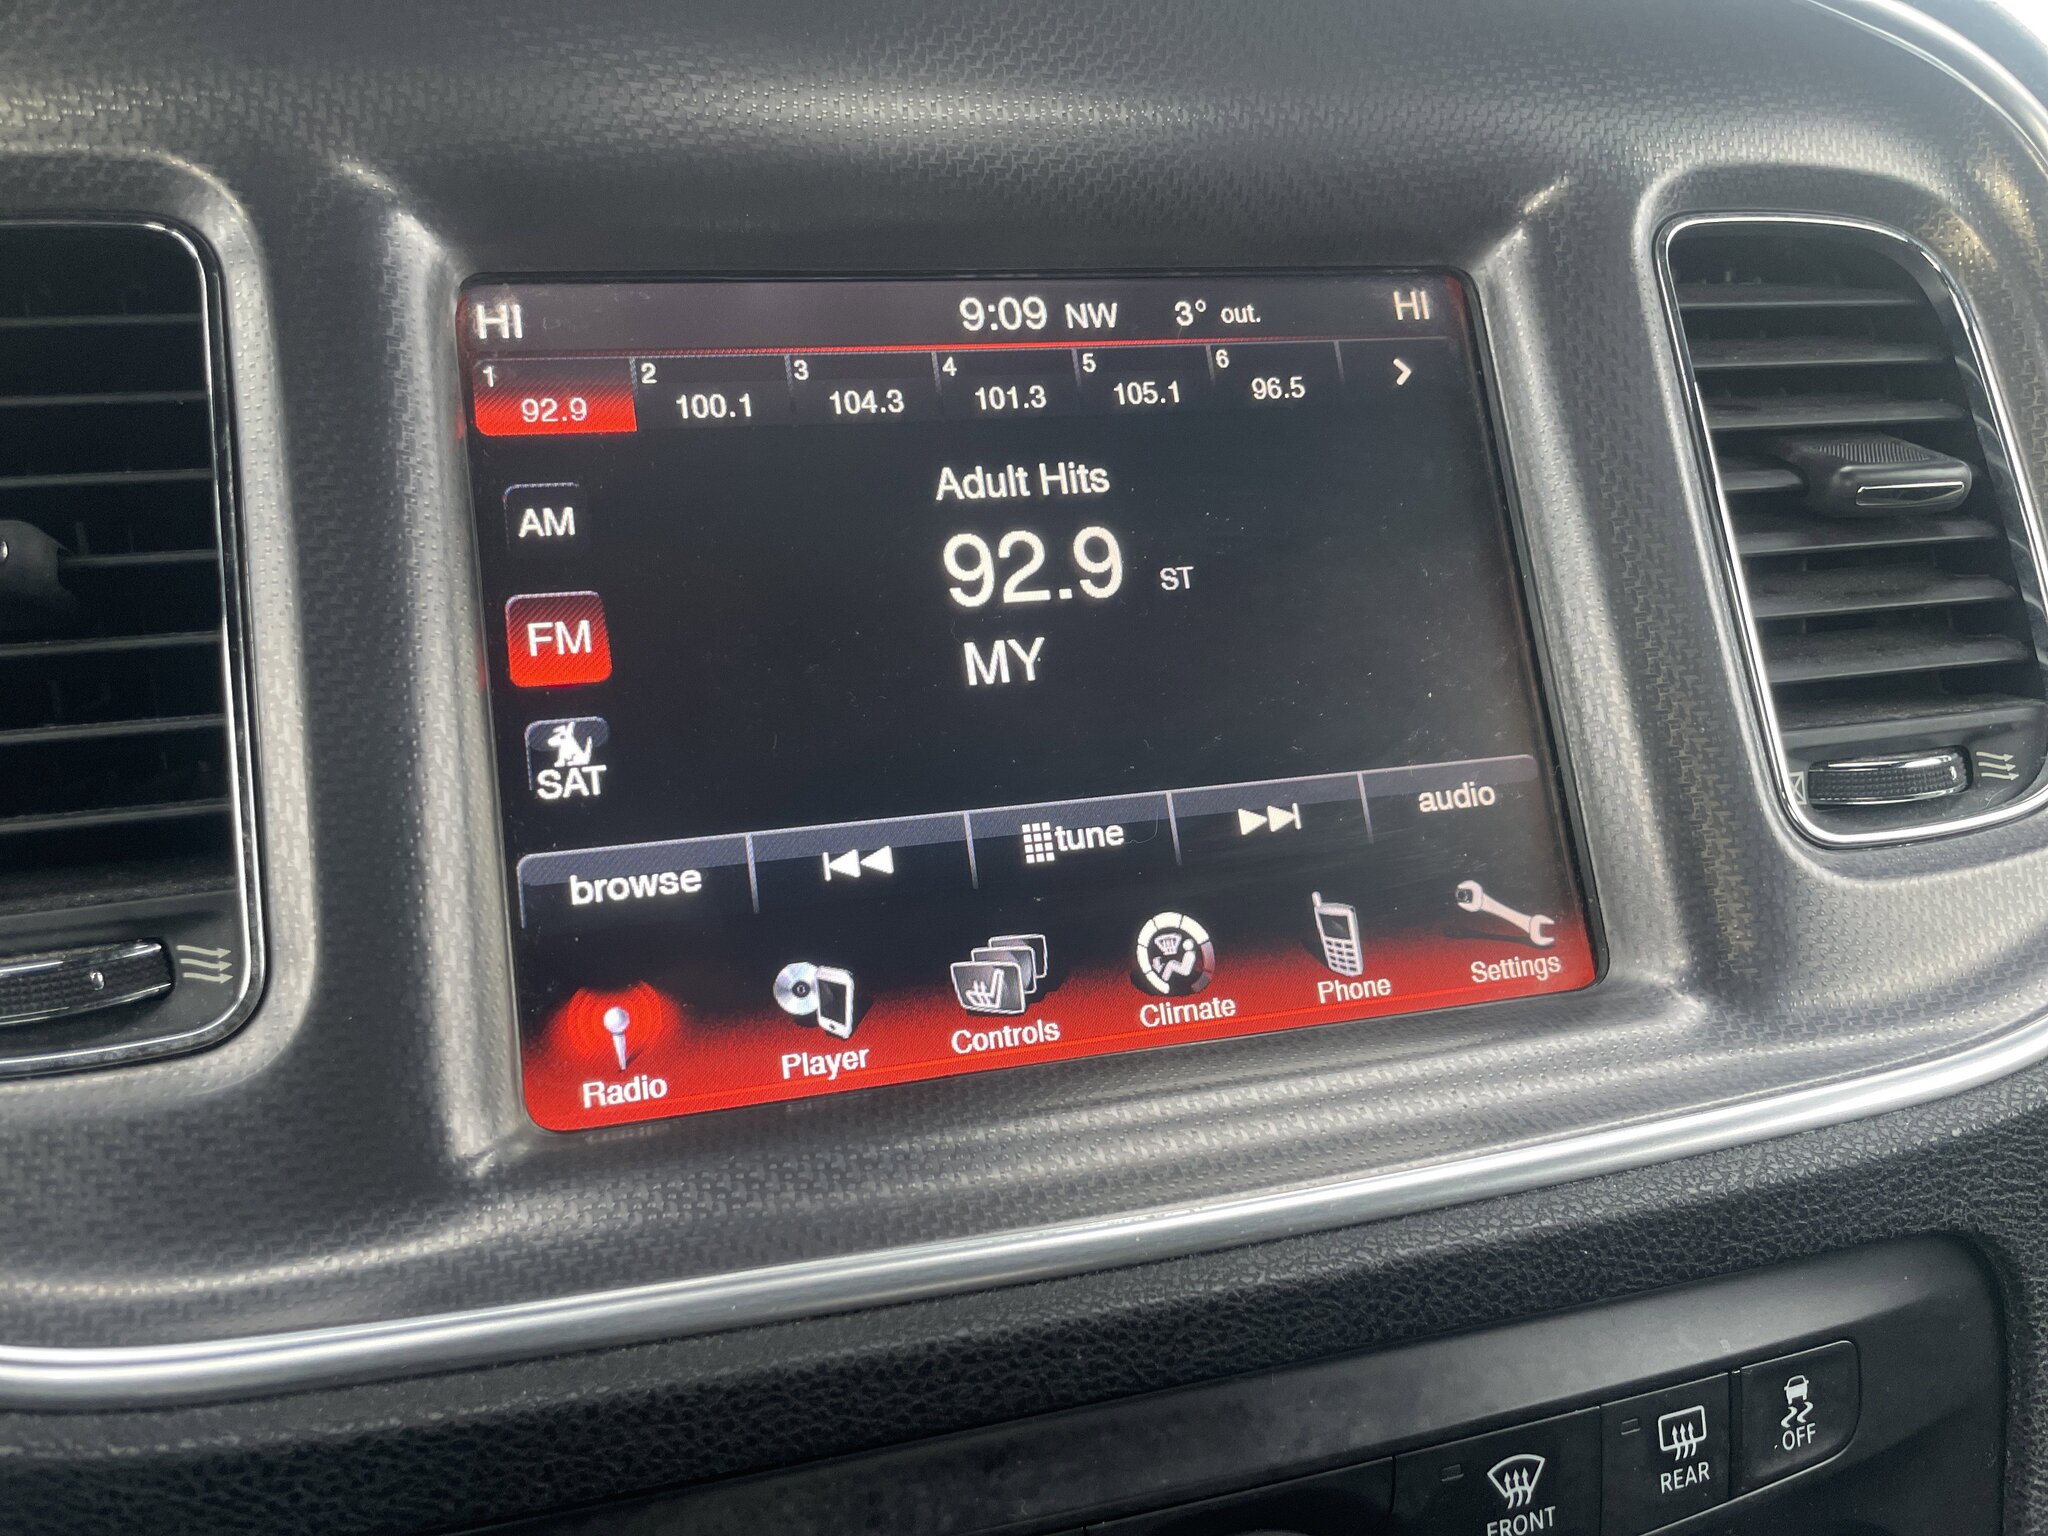 HI 9:09 NW 3° out. HI
1 2 3 4 5 6
92.9 100.1 104.3 101.3 105.1 96.5
Adult Hits
AM
92.9 ST
FM
MY
SAT
browse tune audio
Radio Player Controls Climate Phone Settings
FRONT REAR OFF